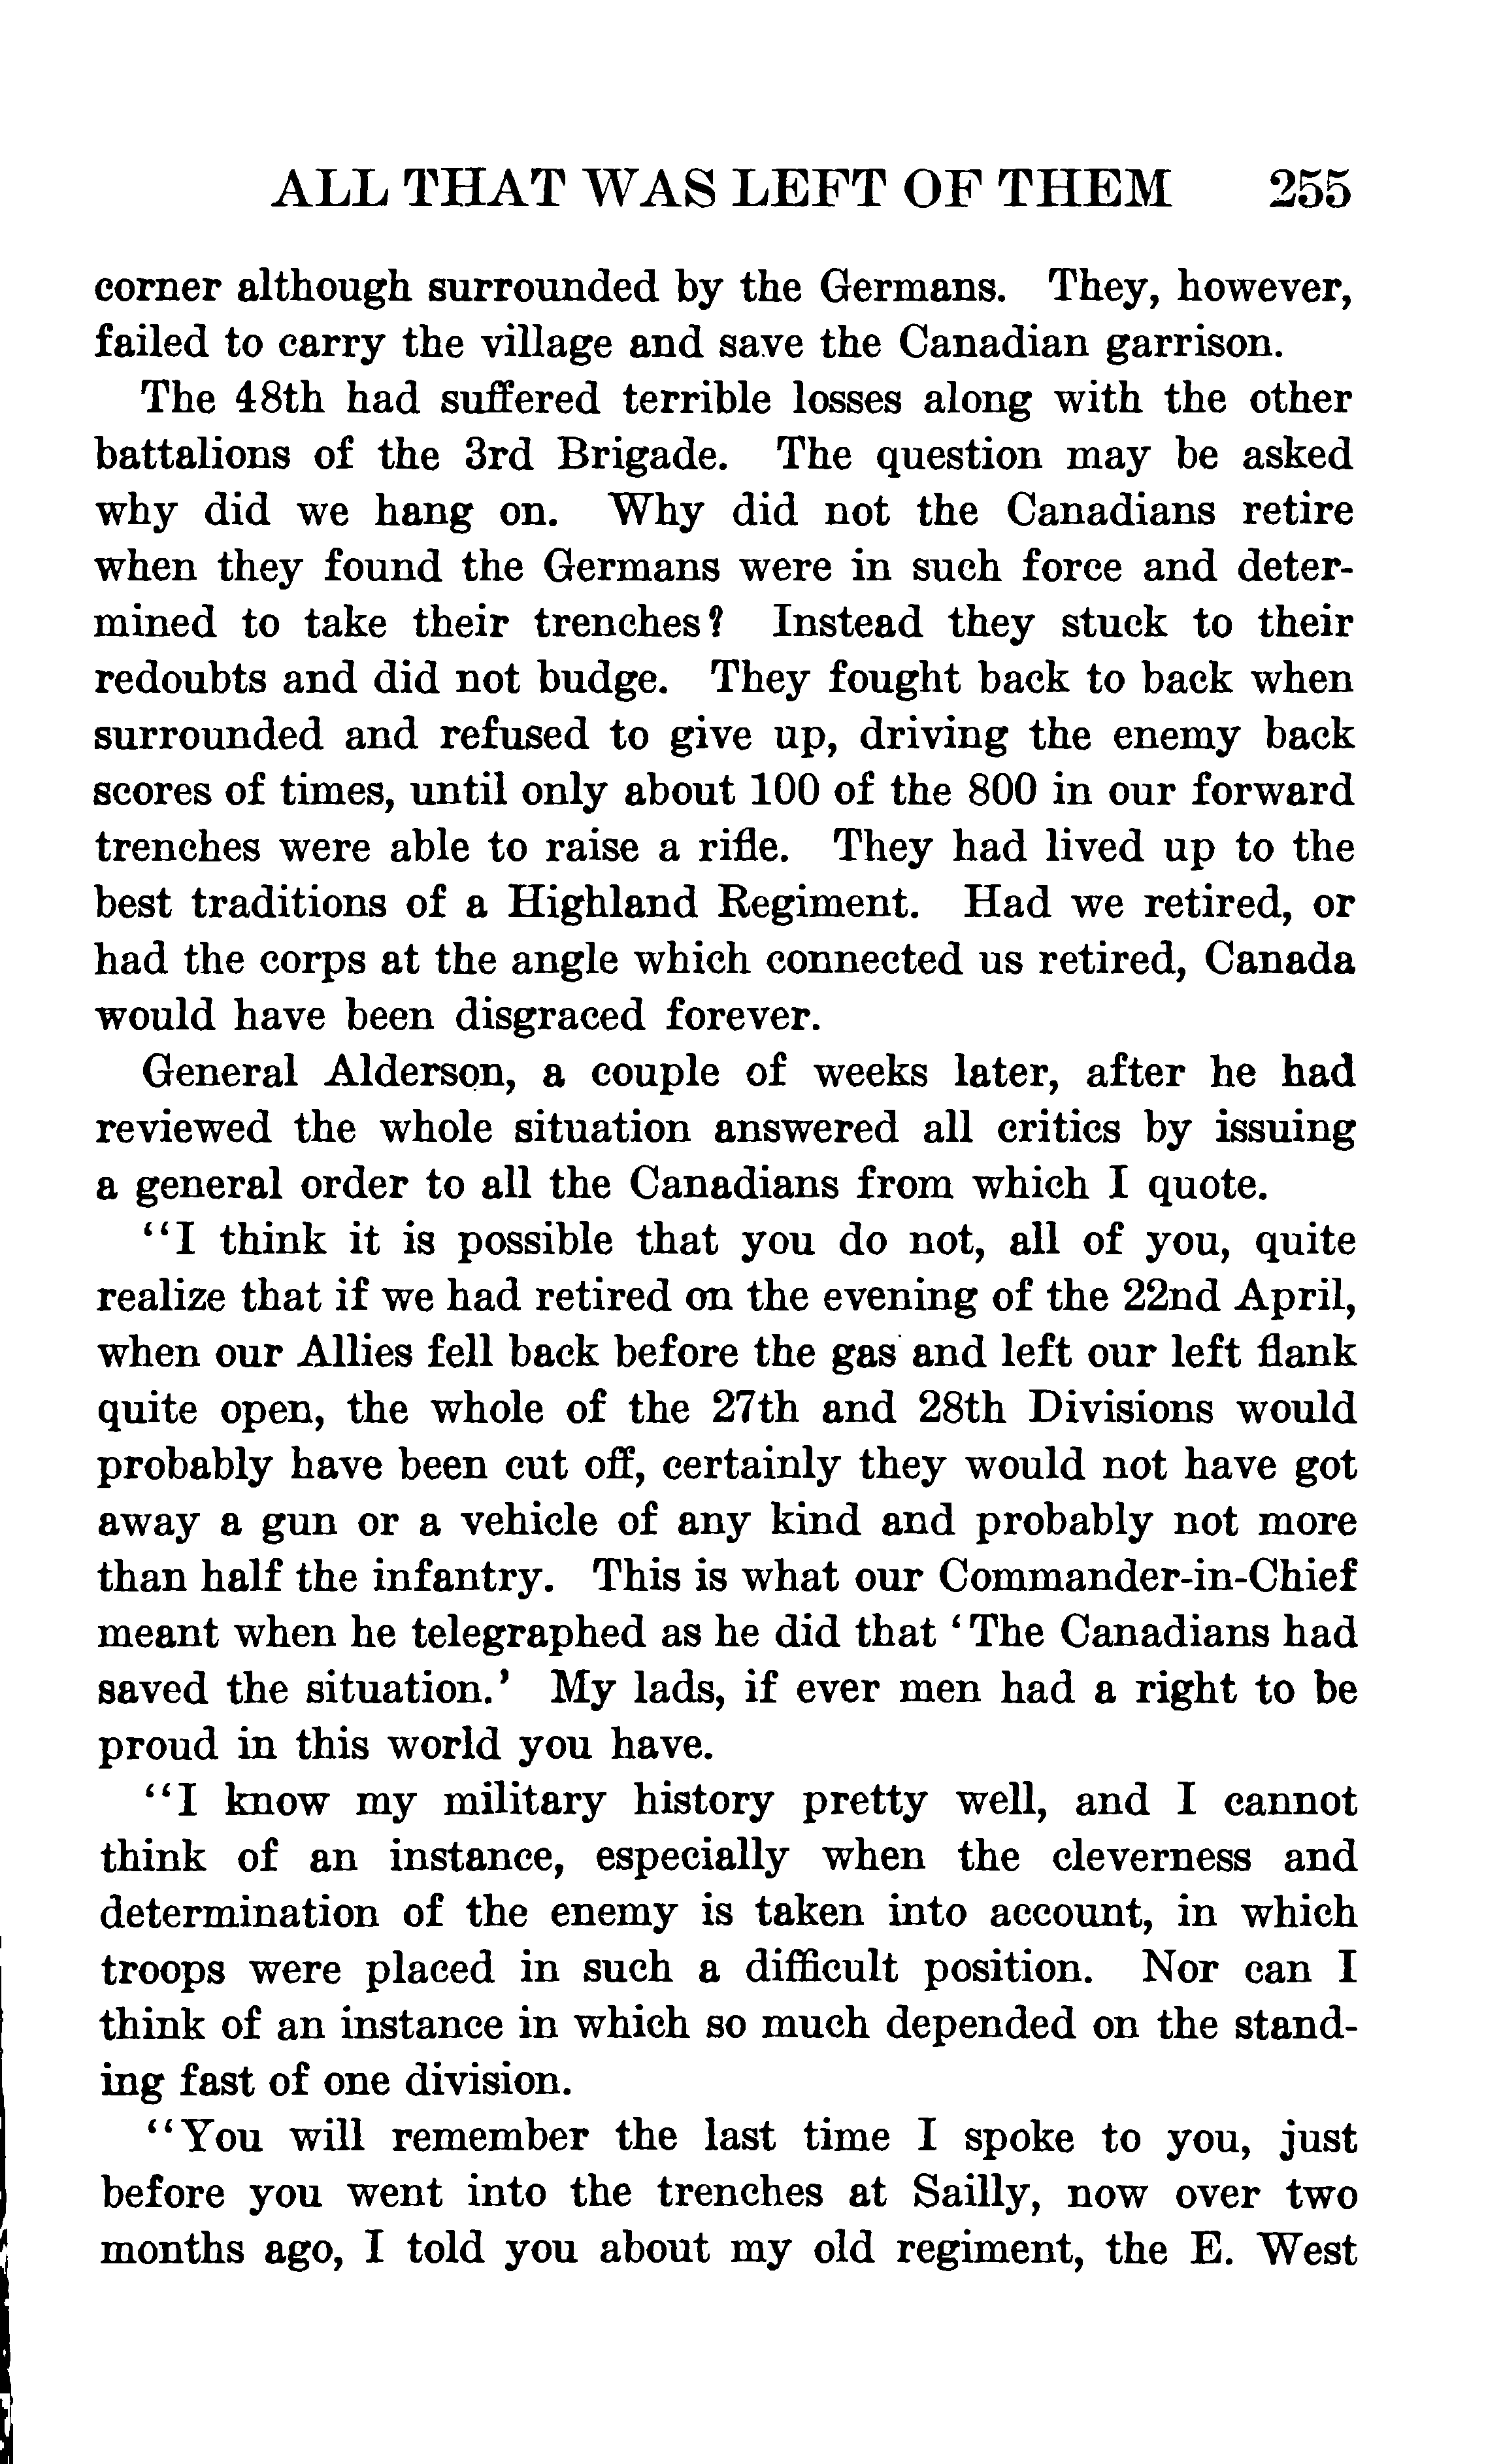 ALL THAT WAS LEFT OF THEM 255
corner although surrounded by the Germans. They, however,
failed to carry the village and save the Canadian garrison.
The 48th had suffered terrible losses along with the other
battalions of the 3rd Brigade. The question may be asked
why did we hang on. Why did not the Canadians retire
when they found the Germans were in such force and deter-
mined to take their trenches? Instead they stuck to their
redoubts and did not budge. They fought back to back when
surrounded and refused to give up, driving the enemy back
scores of times, until only about 100 of the 800 in our forward
trenches were able to raise a rifle. They had lived up to the
best traditions of a Highland Regiment. Had we retired, or
had the corps at the angle which connected us retired, Canada
would have been disgraced forever.
General Alderson, a couple of weeks later, after he had
reviewed the whole situation answered all critics by issuing
a general order to all the Canadians from which I quote.
“I think it is possible that you do not, all of you, quite
realize that if we had retired on the evening of the 22nd April,
when our Allies fell back before the gas and left our left flank
quite open, the whole of the 27th and 28th Divisions would
probably have been cut off, certainly they would not have got
away a gun or a vehicle of any kind and probably not more
than half the infantry. This is what our Commander-in-Chief
meant when he telegraphed as he did that ‘The Canadians had
saved the situation.’ My lads, if ever men had a right to be
proud in this world you have.
“I know my military history pretty well, and I cannot
think of an instance, especially when the cleverness and
determination of the enemy is taken into account, in which
troops were placed in such a difficult position. Nor can I
think of an instance in which so much depended on the stand-
ing fast of one division.
“You will remember the last time I spoke to you, just
before you went into the trenches at Sailly, now over two
months ago, I told you about my old regiment, the E. West